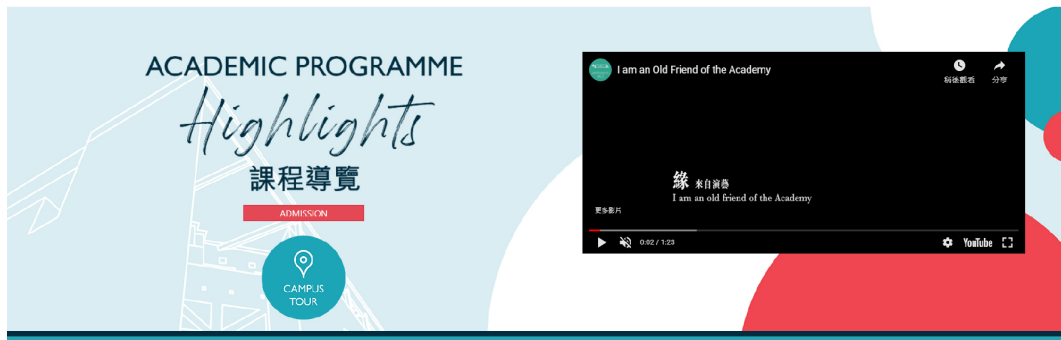 ACADEMIC PROGRAMME
Highlights
課程導覽
ADMISSION
CAMPUS
TOUR
I am an Old Friend of the Academy
稍後觀看
分享
緣 來自演藝
I am an old friend of the Academy
更多影片
0:02 / 1:23
YouTube